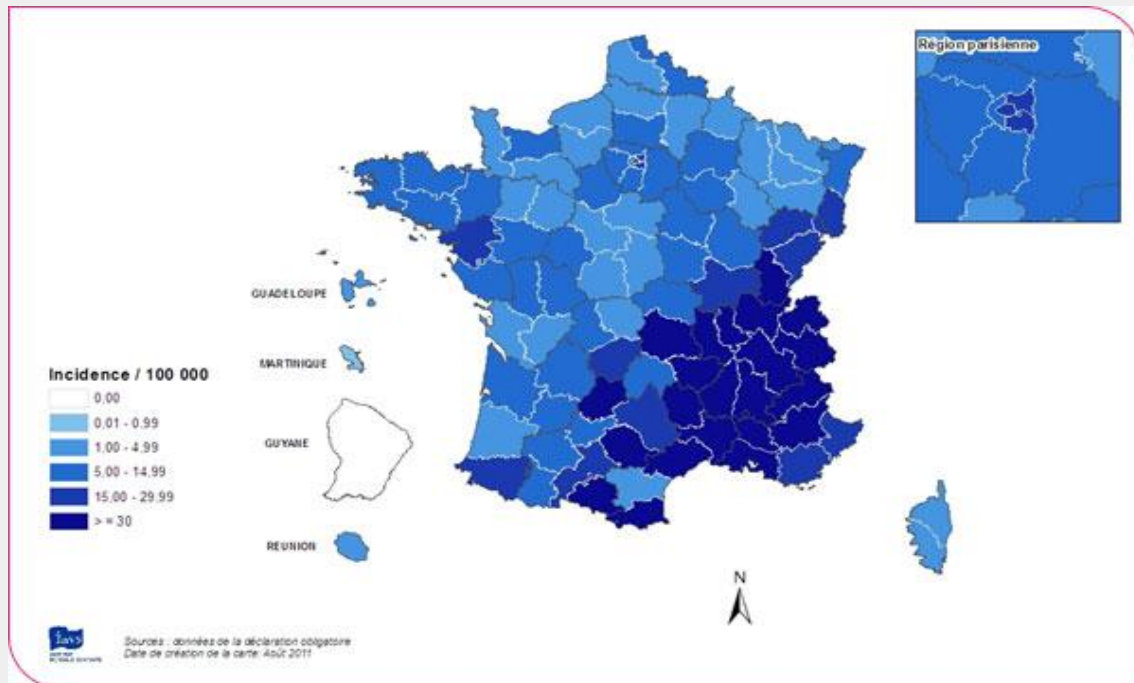 Région parisienne
GUADELOUPE
MARTINIQUE
GUYANE
REUNION
Incidence / 100 000
0,00
0,01 - 0,99
1,00 - 4,99
5,00 - 14,99
15,00 - 29,99
> = 30
N
Sources : données de la déclaration obligatoire
Date de création de la carte: Août 2011